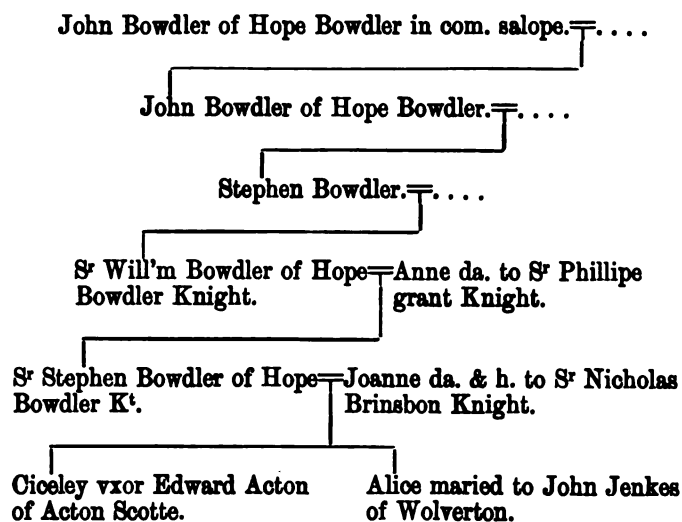 John Bowdler of Hope Bowdler in com. salope.=....
John Bowdler of Hope Bowdler.=....
Stephen Bowdler.=....
Sʳ Will'm Bowdler of Hope=Anne da. to Sʳ Phillipe
Bowdler Knight. grant Knight.
Sʳ Stephen Bowdler of Hope=Joanne da. & h. to Sʳ Nicholas
Bowdler Kᵗ. Brinsbon Knight.
Ciceley vxor Edward Acton Alice maried to John Jenkes
of Acton Scotte. of Wolverton.